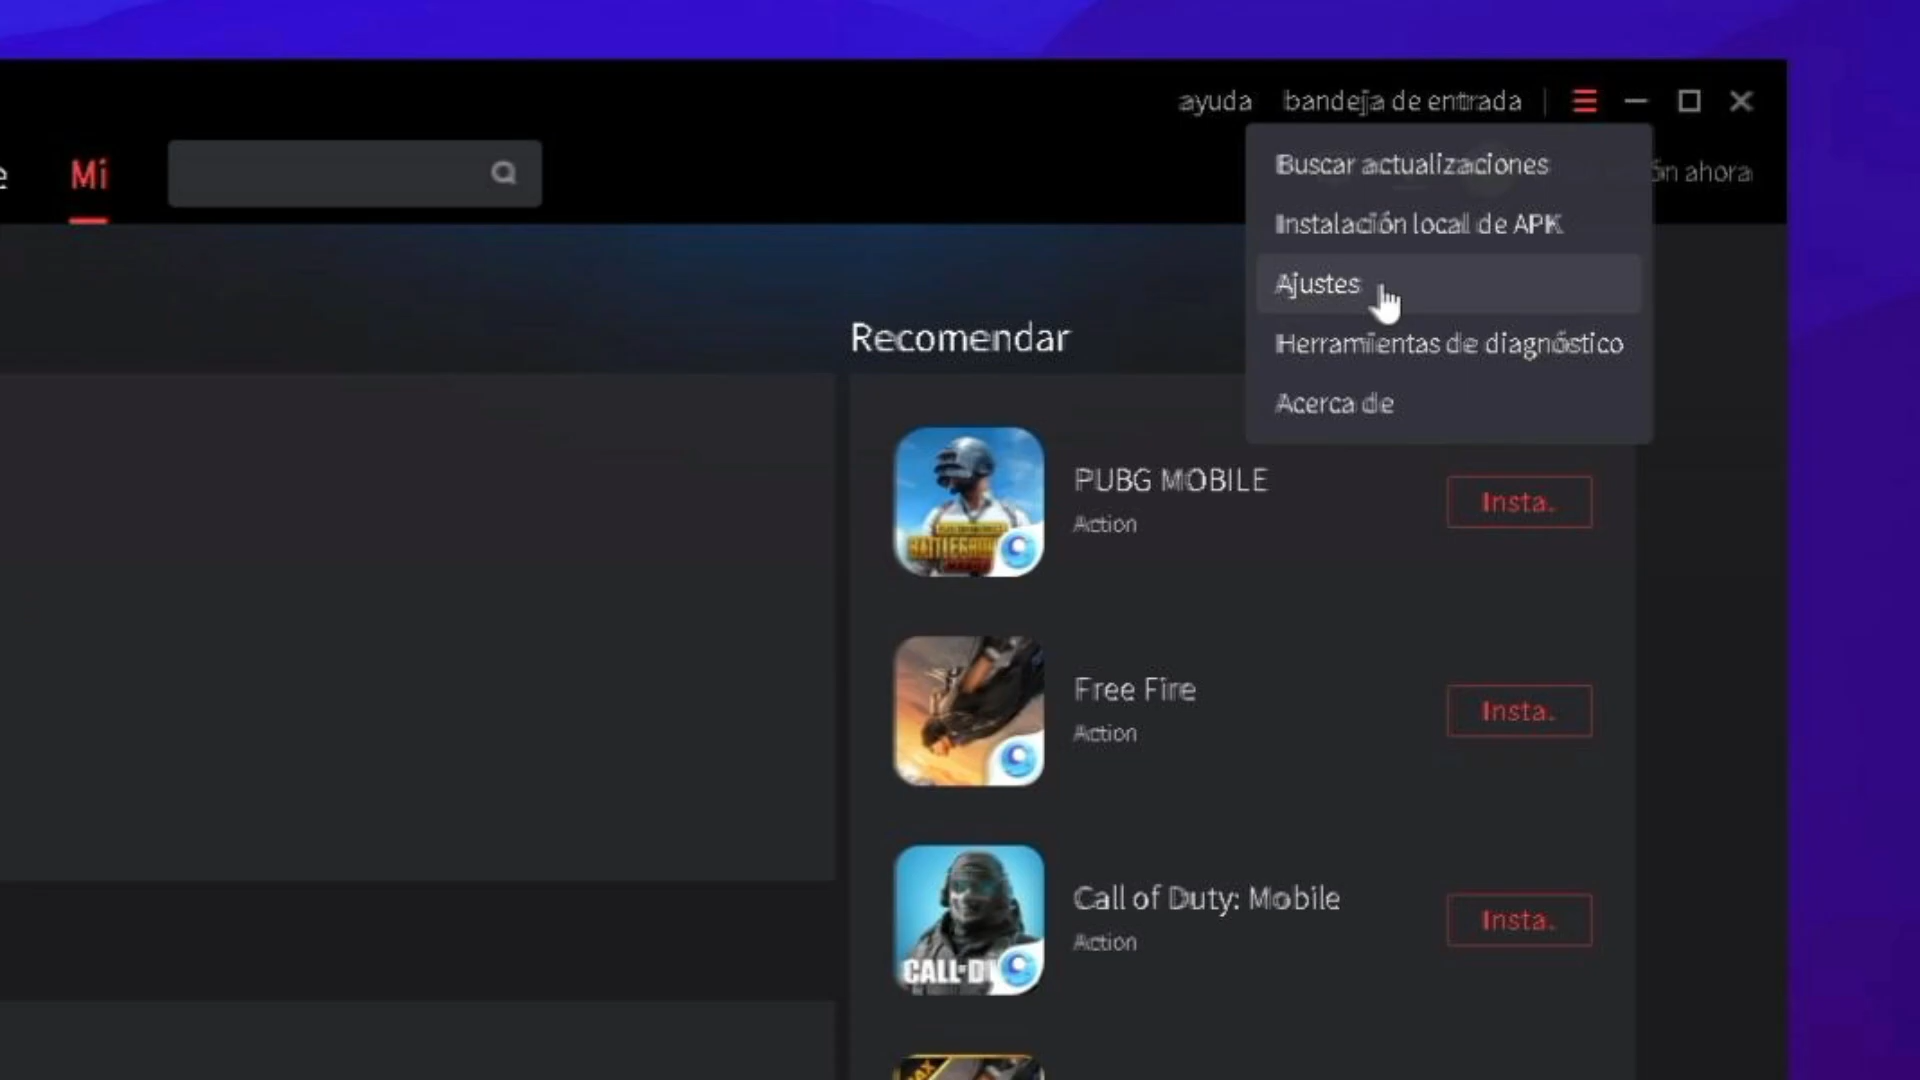 ayuda bandeja de entrada
Mi
ahora
Buscar actualizaciones
Instalación local de APK
Ajustes
Herramientas de diagnóstico
Acerca de
Recomendar
PUBG MOBILE
Action
Insta.
Free Fire
Action
Insta.
Call of Duty: Mobile
Action
Insta.
CALL
MAX